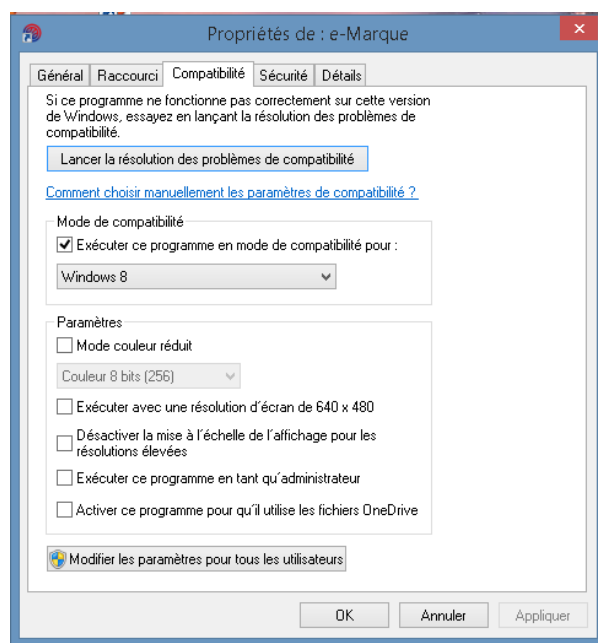 Propriétés de : e-Marque
Général
Raccourci
Compatibilité
Sécurité
Détails
Si ce programme ne fonctionne pas correctement sur cette version
de Windows, essayez en lançant la résolution des problèmes de
compatibilité.
Lancer la résolution des problèmes de compatibilité
Comment choisir manuellement les paramètres de compatibilité ?
Mode de compatibilité
Exécuter ce programme en mode de compatibilité pour :
Windows 8
Paramètres
Mode couleur réduit
Couleur 8 bits (256)
Exécuter avec une résolution d'écran de 640 x 480
Désactiver la mise à l'échelle de l'affichage pour les
résolutions élevées
Exécuter ce programme en tant qu'administrateur
Activer ce programme pour qu'il utilise les fichiers OneDrive
Modifier les paramètres pour tous les utilisateurs
OK
Annuler
Appliquer